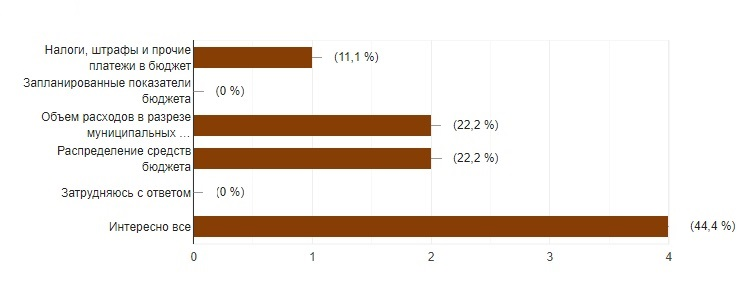 Налоги, штрафы и прочие
платежи в бюджет
(11,1 %)
Запланированные показатели
бюджета
(0 %)
Объем расходов в разрезе
муниципальных ...
(22,2 %)
Распределение средств
бюджета
(22,2 %)
Затрудняюсь с ответом
(0 %)
Интересно все
(44,4 %)
0 1 2 3 4